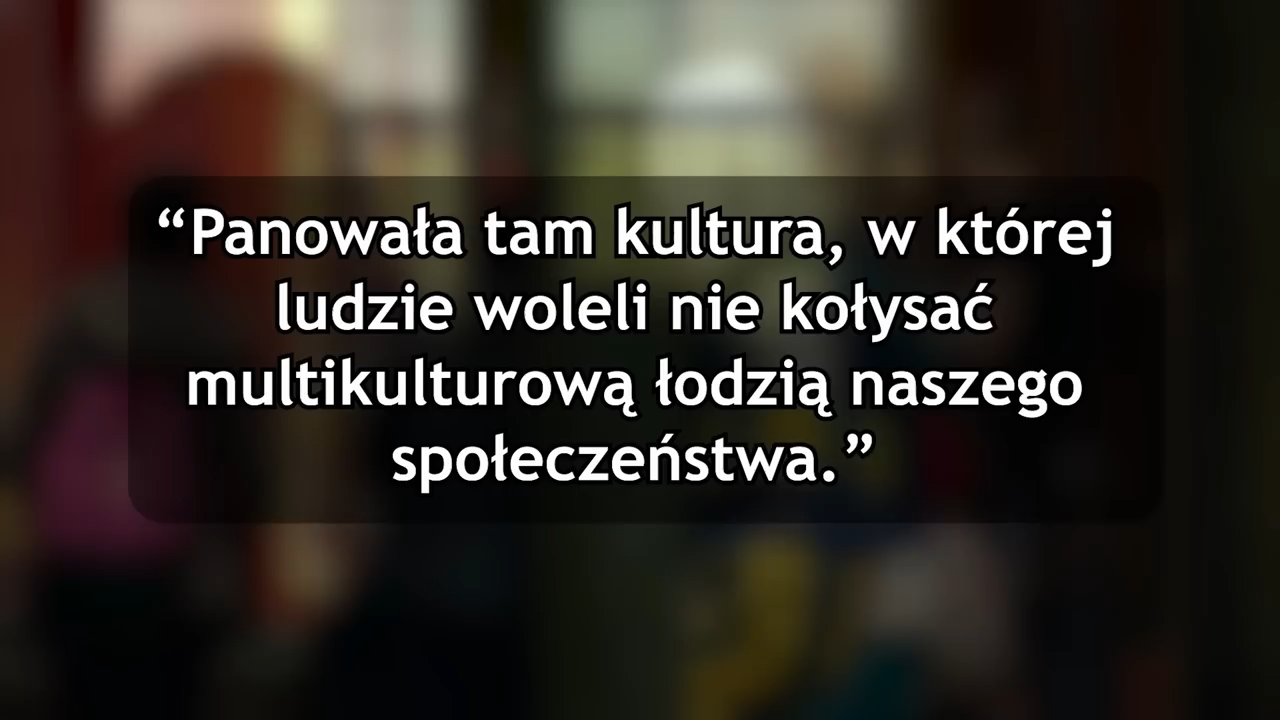 “Panowała tam kultura, w której
ludzie woleli nie kołysać
multikulturową łodzią naszego
społeczeństwa.”